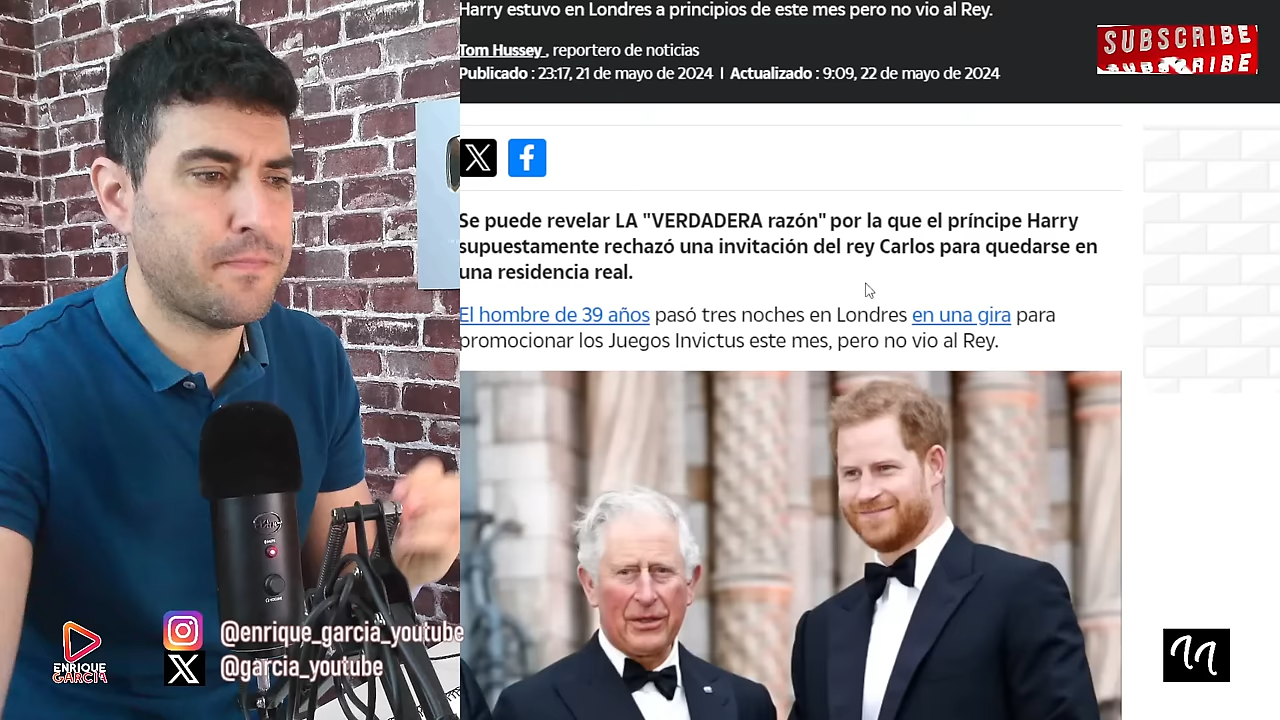 Harry estuvo en Londres a principios de este mes pero no vio al Rey.
Tom Hussey , reportero de noticias
Publicado : 23:17, 21 de mayo de 2024 | Actualizado : 9:09, 22 de mayo de 2024
SUBSCRIBE
Se puede revelar LA "VERDADERA razón" por la que el príncipe Harry
supuestamente rechazó una invitación del rey Carlos para quedarse en
una residencia real.
El hombre de 39 años pasó tres noches en Londres en una gira para
promocionar los Juegos Invictus este mes, pero no vio al Rey.
ENRIQUE
GARCIA
@enrique_garcia_youtube
@garcia_youtube